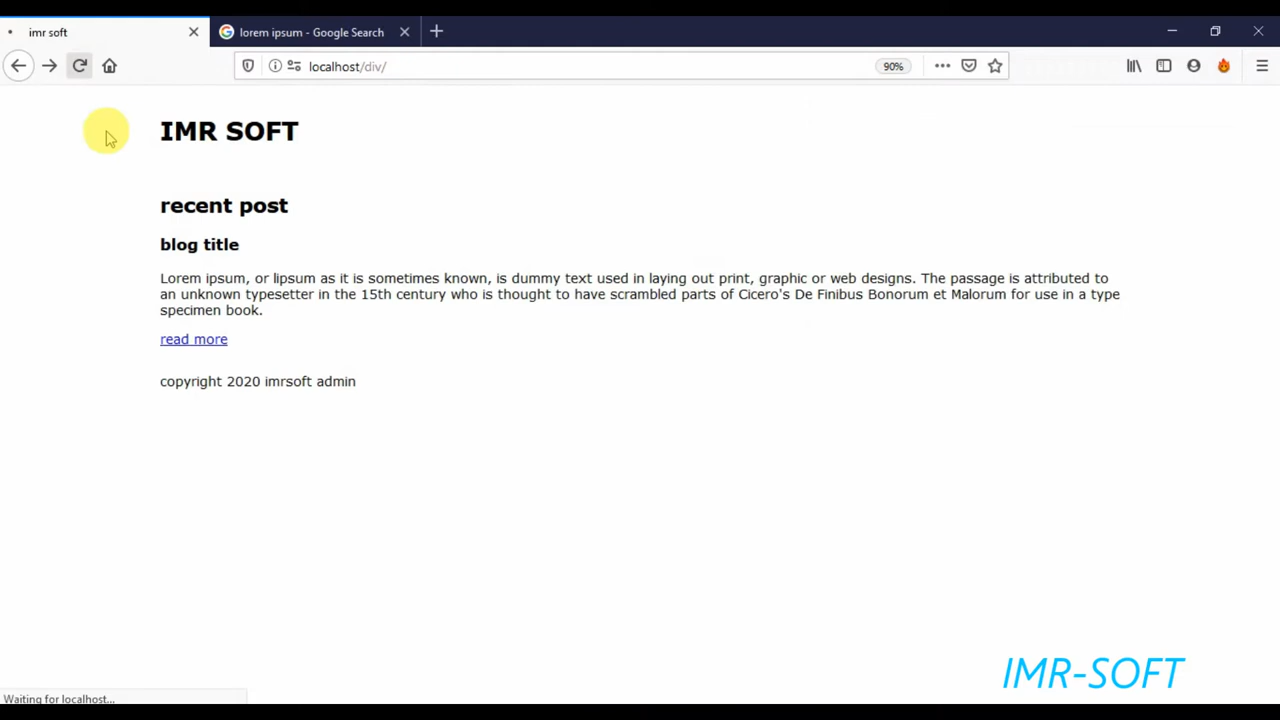 imr soft
lorem ipsum - Google Search
localhost/div/
90%
IMR SOFT
recent post
blog title
Lorem ipsum, or lipsum as it is sometimes known, is dummy text used in laying out print, graphic or web designs. The passage is attributed to
an unknown typesetter in the 15th century who is thought to have scrambled parts of Cicero's De Finibus Bonorum et Malorum for use in a type
specimen book.
read more
copyright 2020 imrsoft admin
IMR-SOFT
Waiting for localhost...